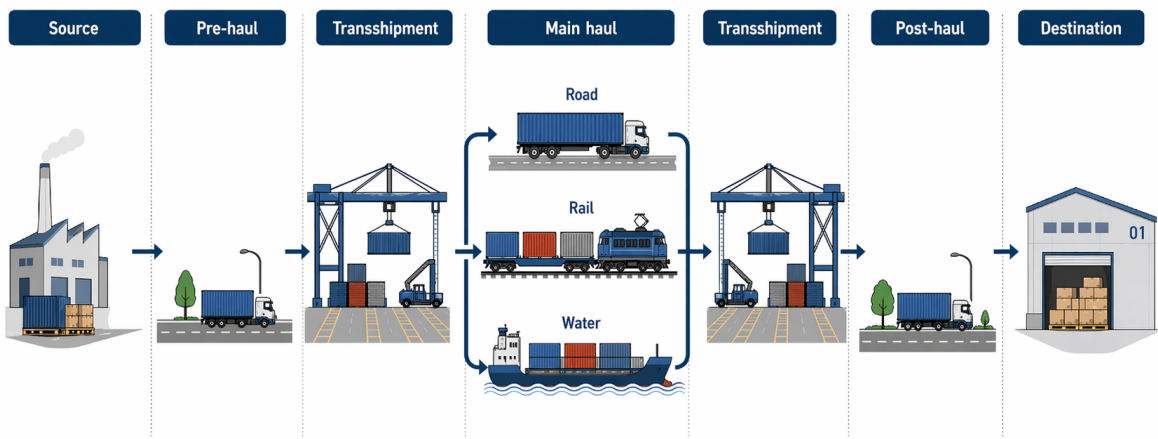 Source
Pre-haul
Transshipment
Main haul
Transshipment
Post-haul
Destination
Road
Rail
Water
01